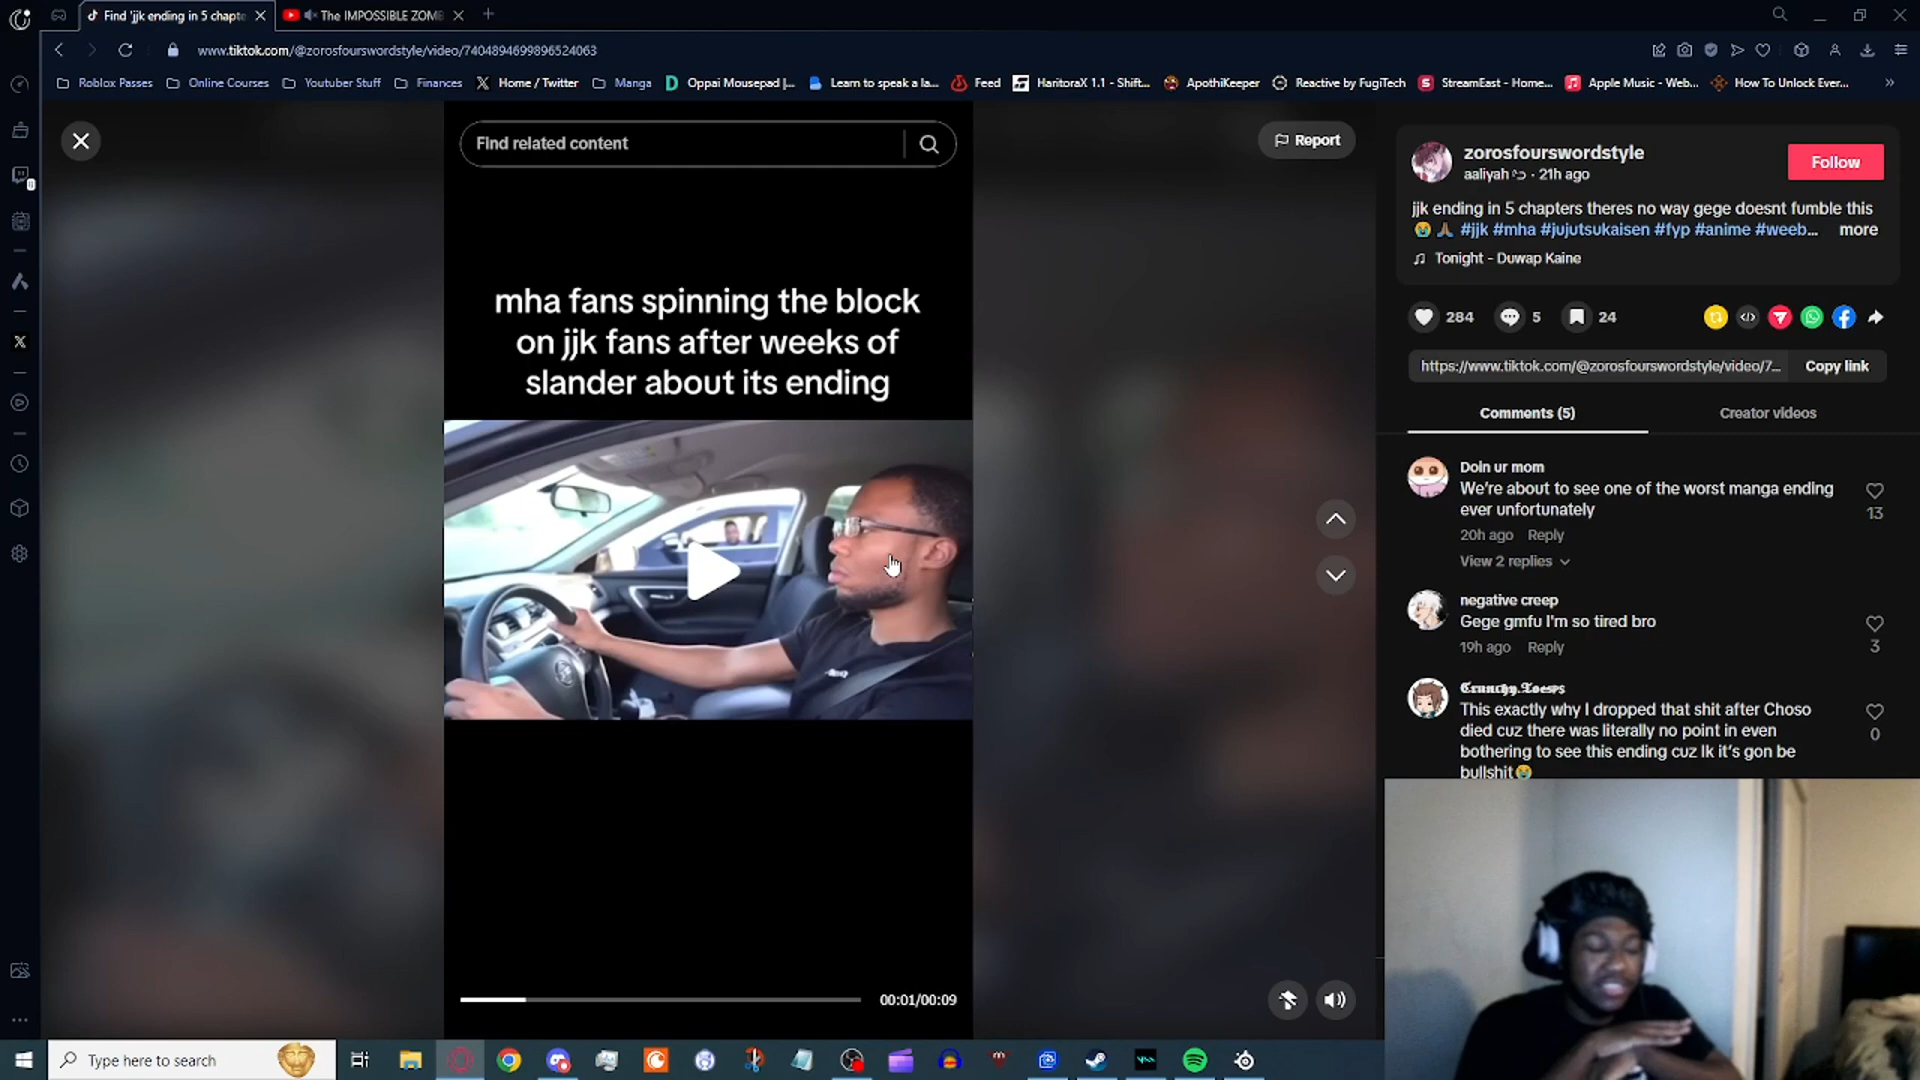 Find 'jjk ending in 5 chapte
The IMPOSSIBLE ZOMB
www.tiktok.com/@zorosfourswordstyle/video/7404894699896524063
Roblox Passes
Online Courses
Youtuber Stuff
Finances
Home / Twitter
Manga
Oppai Mousepad |...
Learn to speak a la...
Feed
HaritoraX 1.1 - Shift...
ApothiKeeper
Reactive by FugiTech
StreamEast - Home...
Apple Music - Web...
How To Unlock Ever...
Find related content
Report
mha fans spinning the block
on jjk fans after weeks of
slander about its ending
00:01/00:09
zorosfourswordstyle
aaliyah · 21h ago
Follow
jjk ending in 5 chapters theres no way gege doesnt fumble this
😭🙏🏾 #jjk #mha #jujutsukaisen #fyp #anime #weeb... more
Tonight - Duwap Kaine
284
5
24
https://www.tiktok.com/@zorosfourswordstyle/video/7...
Copy link
Comments (5)
Creator videos
Doin ur mom
We're about to see one of the worst manga ending
ever unfortunately
13
20h ago Reply
View 2 replies
negative creep
Gege gmfu I'm so tired bro
3
19h ago Reply
𝕮𝖗𝖚𝖓𝖈𝖍𝖞.𝕿𝖔𝖊𝖘𝖞𝖘
This exactly why I dropped that shit after Choso
died cuz there was literally no point in even
bothering to see this ending cuz Ik it's gon be
bullshit😭
0
Type here to search